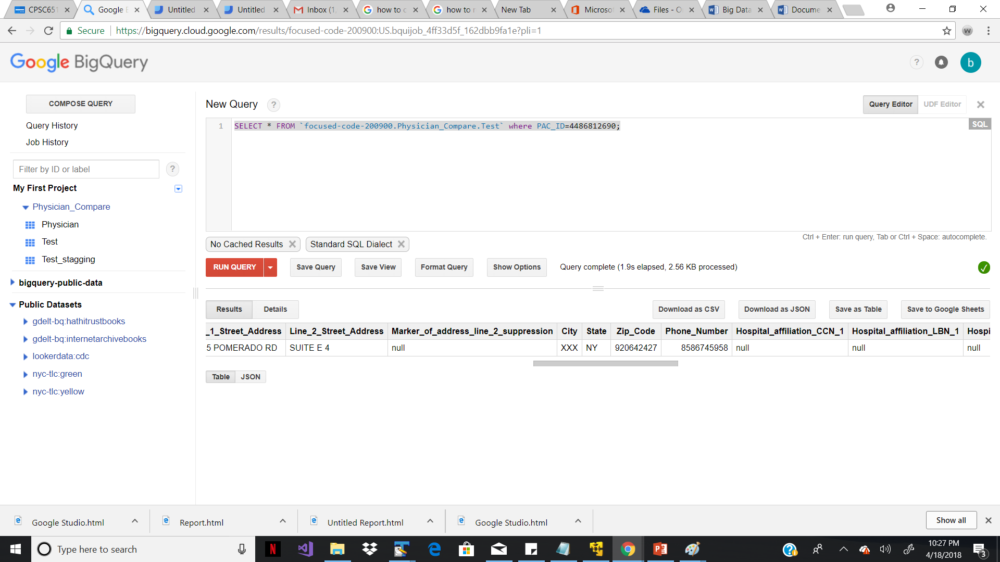 CPSC651
Google B
Untitled
Untitled
Inbox (1,
how to c
how to r
New Tab
Microsof
Files - O
Big Data
Docume
Secure
https://bigquery.cloud.google.com/results/focused-code-200900:US.bquijob_4ff33d5f_162dbb9fa1e?pli=1
W
Google BigQuery
?
b
COMPOSE QUERY
Query History
Job History
Filter by ID or label
?
My First Project
Physician_Compare
Physician
Test
Test_stagging
bigquery-public-data
Public Datasets
gdelt-bq:hathitrustbooks
gdelt-bq:internetarchivebooks
lookerdata:cdc
nyc-tlc:green
nyc-tlc:yellow
New Query ?
Query Editor UDF Editor
1 SELECT * FROM `focused-code-200900.Physician_Compare.Test` where PAC_ID=4486812690;
SQL
Ctrl + Enter: run query, Tab or Ctrl + Space: autocomplete.
No Cached Results Standard SQL Dialect
RUN QUERY Save Query Save View Format Query Show Options Query complete (1.9s elapsed, 2.56 KB processed)
Results Details Download as CSV Download as JSON Save as Table Save to Google Sheets
_1_Street_Address Line_2_Street_Address Marker_of_address_line_2_suppression City State Zip_Code Phone_Number Hospital_affiliation_CCN_1 Hospital_affiliation_LBN_1 Hospi
5 POMERADO RD SUITE E 4 null XXX NY 920642427 8586745958 null null null
Table JSON
Google Studio.html
Report.html
Untitled Report.html
Google Studio.html
Show all
Type here to search
10:27 PM
4/18/2018
3